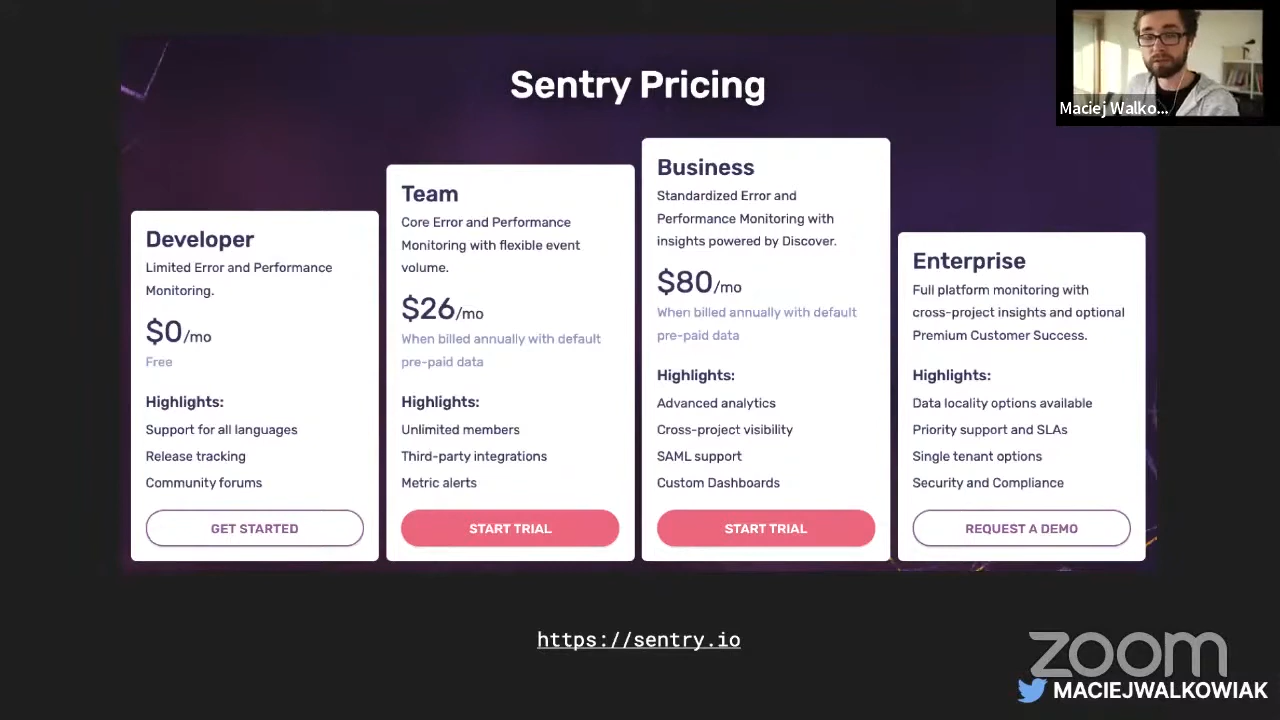 Sentry Pricing
Maciej Walko...
Developer
Limited Error and Performance
Monitoring.
$0/mo
Free
Highlights:
Support for all languages
Release tracking
Community forums
GET STARTED
Team
Core Error and Performance
Monitoring with flexible event
volume.
$26/mo
When billed annually with default
pre-paid data
Highlights:
Unlimited members
Third-party integrations
Metric alerts
START TRIAL
Business
Standardized Error and
Performance Monitoring with
insights powered by Discover.
$80/mo
When billed annually with default
pre-paid data
Highlights:
Advanced analytics
Cross-project visibility
SAML support
Custom Dashboards
START TRIAL
Enterprise
Full platform monitoring with
cross-project insights and optional
Premium Customer Success.
Highlights:
Data locality options available
Priority support and SLAs
Single tenant options
Security and Compliance
REQUEST A DEMO
https://sentry.io
zoom
MACIEJWALKOWIAK